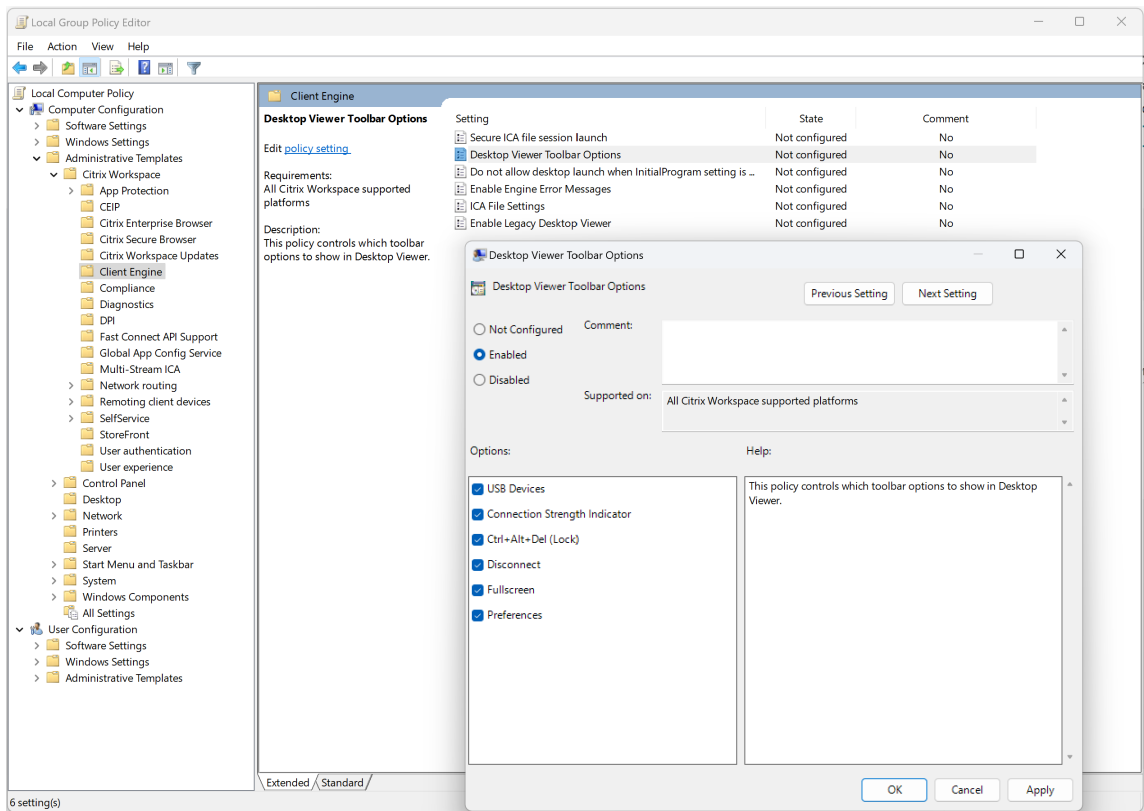 Local Group Policy Editor
File Action View Help
Local Computer Policy
Computer Configuration
Software Settings
Windows Settings
Administrative Templates
Citrix Workspace
App Protection
CEIP
Citrix Enterprise Browser
Citrix Secure Browser
Citrix Workspace Updates
Client Engine
Compliance
Diagnostics
DPI
Fast Connect API Support
Global App Config Service
Multi-Stream ICA
Network routing
Remoting client devices
SelfService
StoreFront
User authentication
User experience
Control Panel
Desktop
Network
Printers
Server
Start Menu and Taskbar
System
Windows Components
All Settings
User Configuration
Software Settings
Windows Settings
Administrative Templates
Client Engine
Desktop Viewer Toolbar Options
Edit policy setting
Requirements:
All Citrix Workspace supported
platforms
Description:
This policy controls which toolbar
options to show in Desktop Viewer.
Setting State Comment
Secure ICA file session launch Not configured No
Desktop Viewer Toolbar Options Not configured No
Do not allow desktop launch when InitialProgram setting is ... Not configured No
Enable Engine Error Messages Not configured No
ICA File Settings Not configured No
Enable Legacy Desktop Viewer Not configured No
Desktop Viewer Toolbar Options
Desktop Viewer Toolbar Options
Previous Setting Next Setting
Not Configured Comment:
Enabled
Disabled
Supported on: All Citrix Workspace supported platforms
Options: Help:
USB Devices
Connection Strength Indicator
Ctrl+Alt+Del (Lock)
Disconnect
Fullscreen
Preferences
This policy controls which toolbar options to show in Desktop
Viewer.
OK Cancel Apply
Extended Standard
6 setting(s)